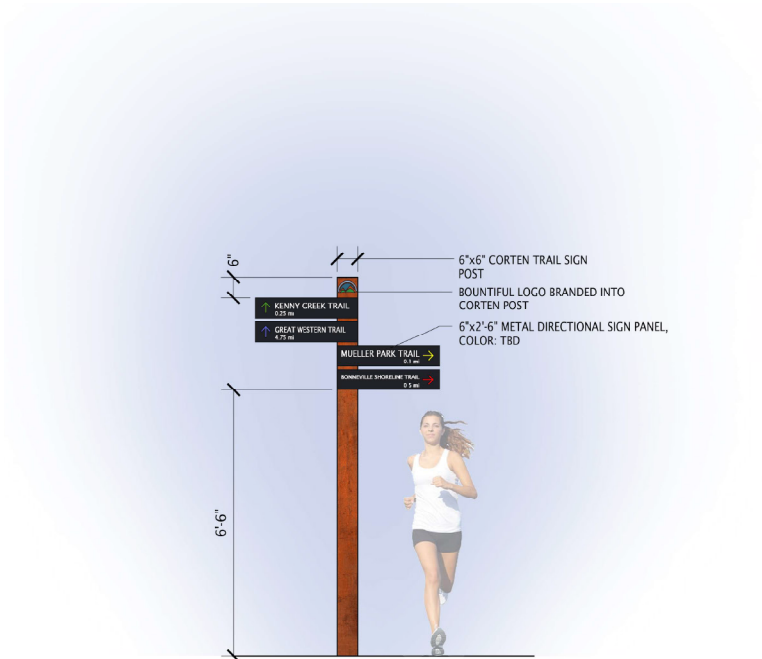 6"
6"x6" CORTEN TRAIL SIGN
POST
BOUNTIFUL LOGO BRANDED INTO
CORTEN POST
6"x2'-6" METAL DIRECTIONAL SIGN PANEL,
COLOR: TBD
KENNY CREEK TRAIL
0.25 mi
GREAT WESTERN TRAIL
4.75 mi
MUELLER PARK TRAIL
0.1 mi
BONNEVILLE SHORELINE TRAIL
0.5 mi
6'-6"